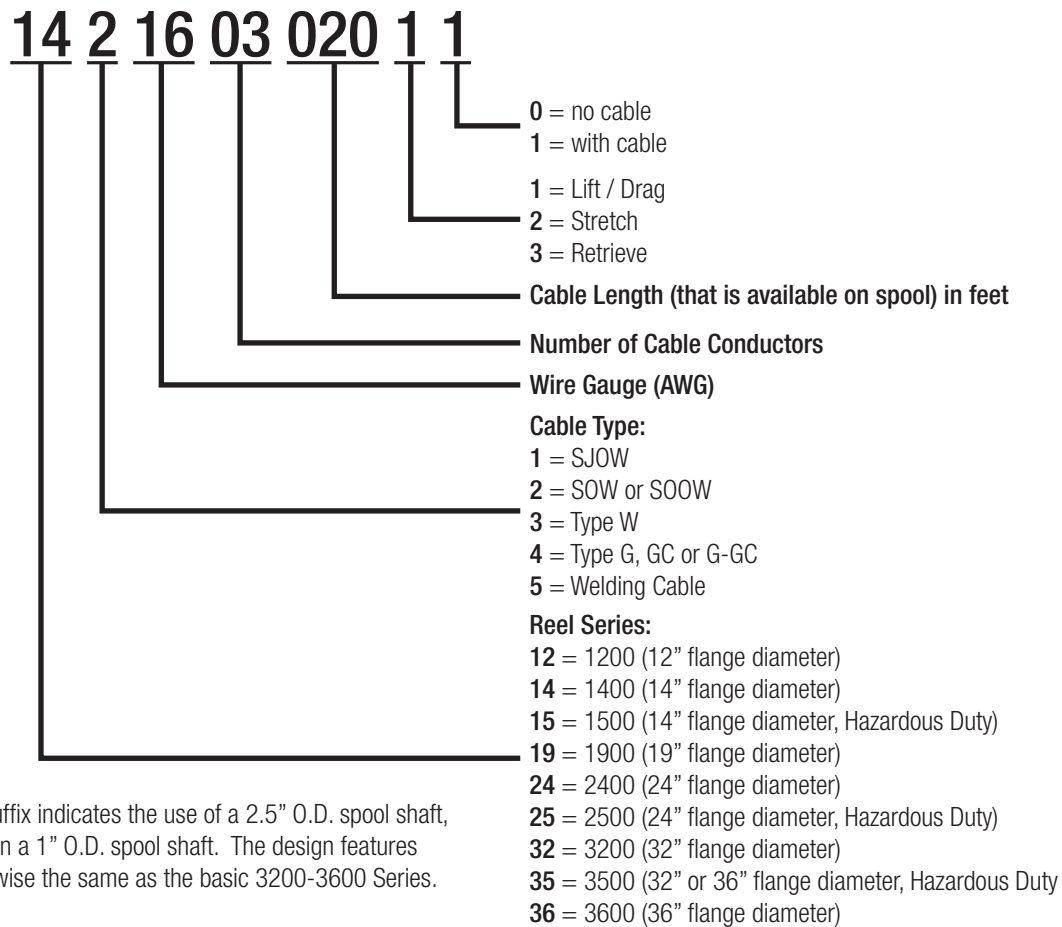 14 2 16 03 020 1 1
0 = no cable
1 = with cable
1 = Lift / Drag
2 = Stretch
3 = Retrieve
Cable Length (that is available on spool) in feet
Number of Cable Conductors
Wire Gauge (AWG)
Cable Type:
1 = SJOW
2 = SOW or SOOW
3 = Type W
4 = Type G, GC or G-GC
5 = Welding Cable
Reel Series:
12 = 1200 (12” flange diameter)
14 = 1400 (14” flange diameter)
15 = 1500 (14” flange diameter, Hazardous Duty)
19 = 1900 (19” flange diameter)
24 = 2400 (24” flange diameter)
25 = 2500 (24” flange diameter, Hazardous Duty)
32 = 3200 (32” flange diameter)
35 = 3500 (32” or 36” flange diameter, Hazardous Duty
36 = 3600 (36” flange diameter)
indicates the use of a 2.5” O.D. spool shaft,
a 1” O.D. spool shaft. The design features
the same as the basic 3200-3600 Series.